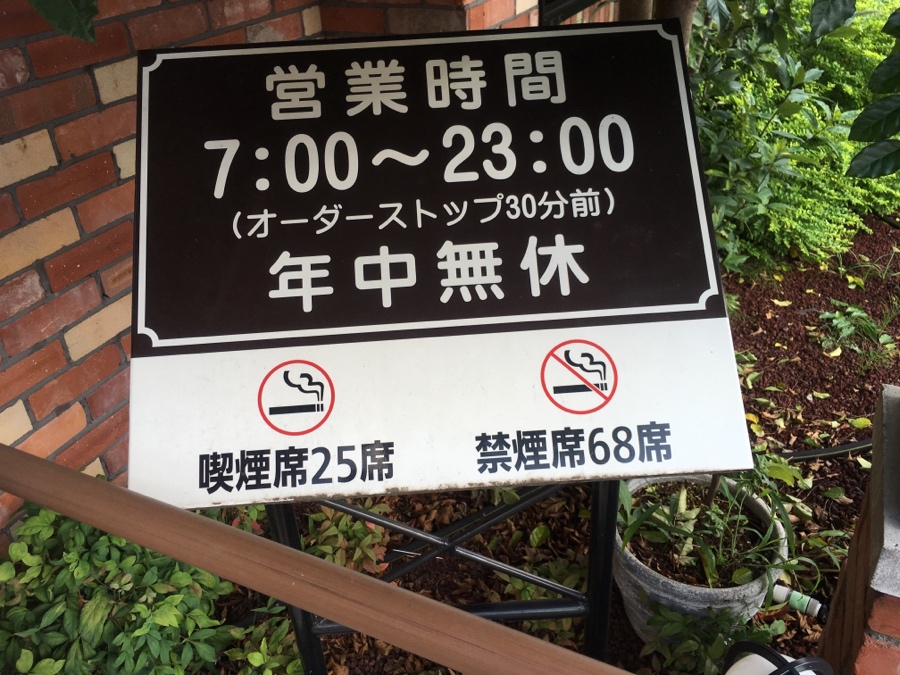 営業時間
7:00～23:00
(オーダーストップ30分前)
年中無休
喫煙席25席
禁煙席68席